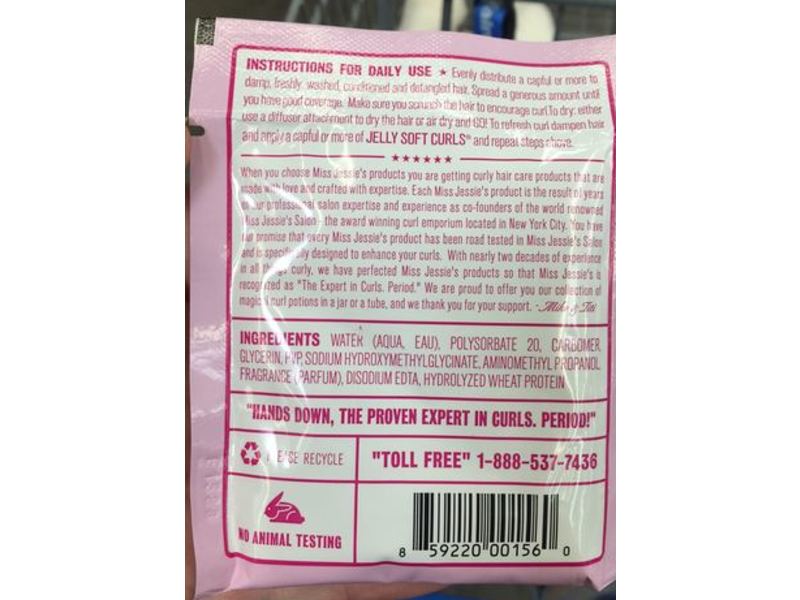 INSTRUCTIONS FOR DAILY USE ★ Evenly distribute a capful or more to
damp, freshly washed, conditioned and detangled hair. Spread a generous amount until
you have good coverage. Make sure you scrunch the hair to encourage curl.To dry: either
use a diffuser attachment to dry the hair or air dry and GO! To refresh curl dampen hair
and apply a capful or more of JELLY SOFT CURLS® and repeat steps above.
★★★★★★
When you choose Miss Jessie's products you are getting curly hair care products that are
made with love and crafted with expertise. Each Miss Jessie's product is the result of years
of our professional salon expertise and experience as co-founders of the world renowned
Miss Jessie's Salon - the award winning curl emporium located in New York City. You have
our promise that every Miss Jessie's product has been road tested in Miss Jessie's Salon
and is specifically designed to enhance your curls. With nearly two decades of experience
in all things curly, we have perfected Miss Jessie's products so that Miss Jessie's is
recognized as "The Expert in Curls. Period." We are proud to offer you our collection of
magical curl potions in a jar or a tube, and we thank you for your support. -
INGREDIENTS WATER (AQUA, EAU), POLYSORBATE 20, CARBOMER,
GLYCERIN, PVP, SODIUM HYDROXYMETHYLGLYCINATE, AMINOMETHYL PROPANOL,
FRAGRANCE (PARFUM), DISODIUM EDTA, HYDROLYZED WHEAT PROTEIN
"HANDS DOWN, THE PROVEN EXPERT IN CURLS. PERIOD!"
PLEASE RECYCLE
"TOLL FREE" 1-888-537-7436
NO ANIMAL TESTING
8 59220 00156 0